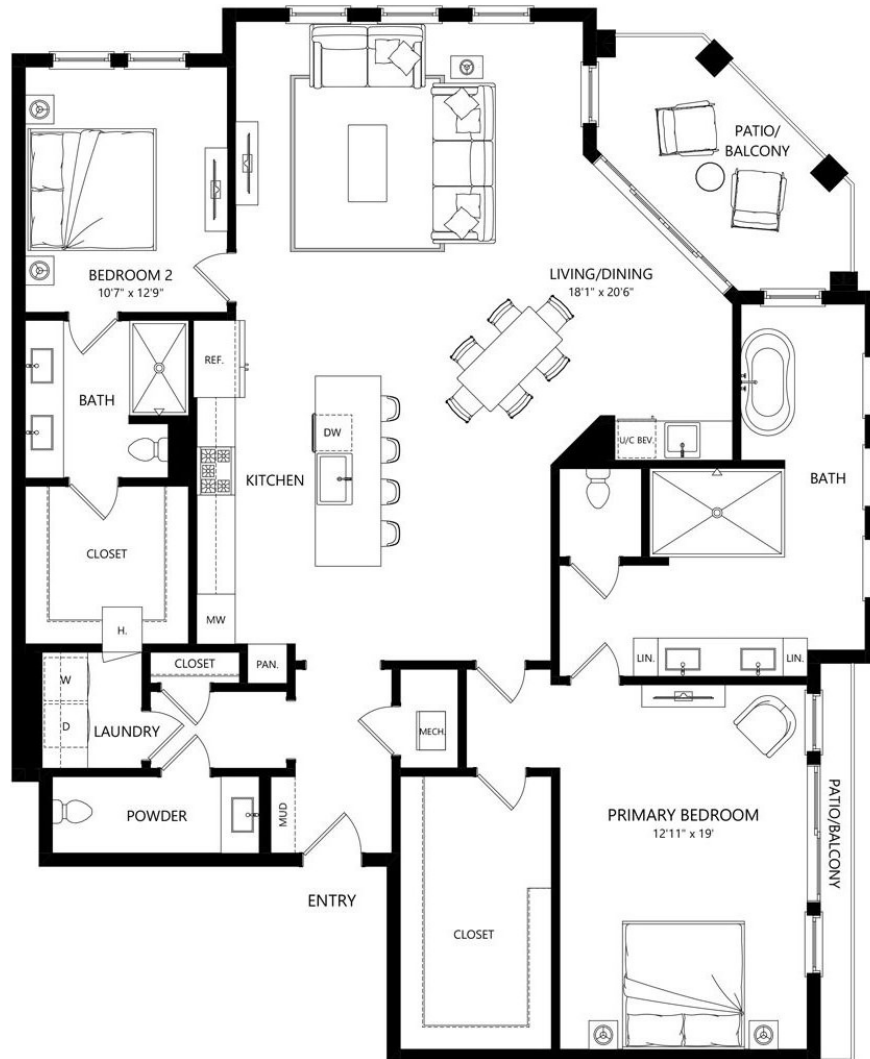 PATIO/
BALCONY
BEDROOM 2
10'7" x 12'9"
LIVING/DINING
18'1" x 20'6"
REF.
BATH
DW
U/C BEV.
KITCHEN
BATH
CLOSET
MW
H.
LIN.
LIN.
CLOSET
PAN.
W
D
LAUNDRY
MECH.
POWDER
MUD
PRIMARY BEDROOM
12'11" x 19'
PATIO/BALCONY
ENTRY
CLOSET